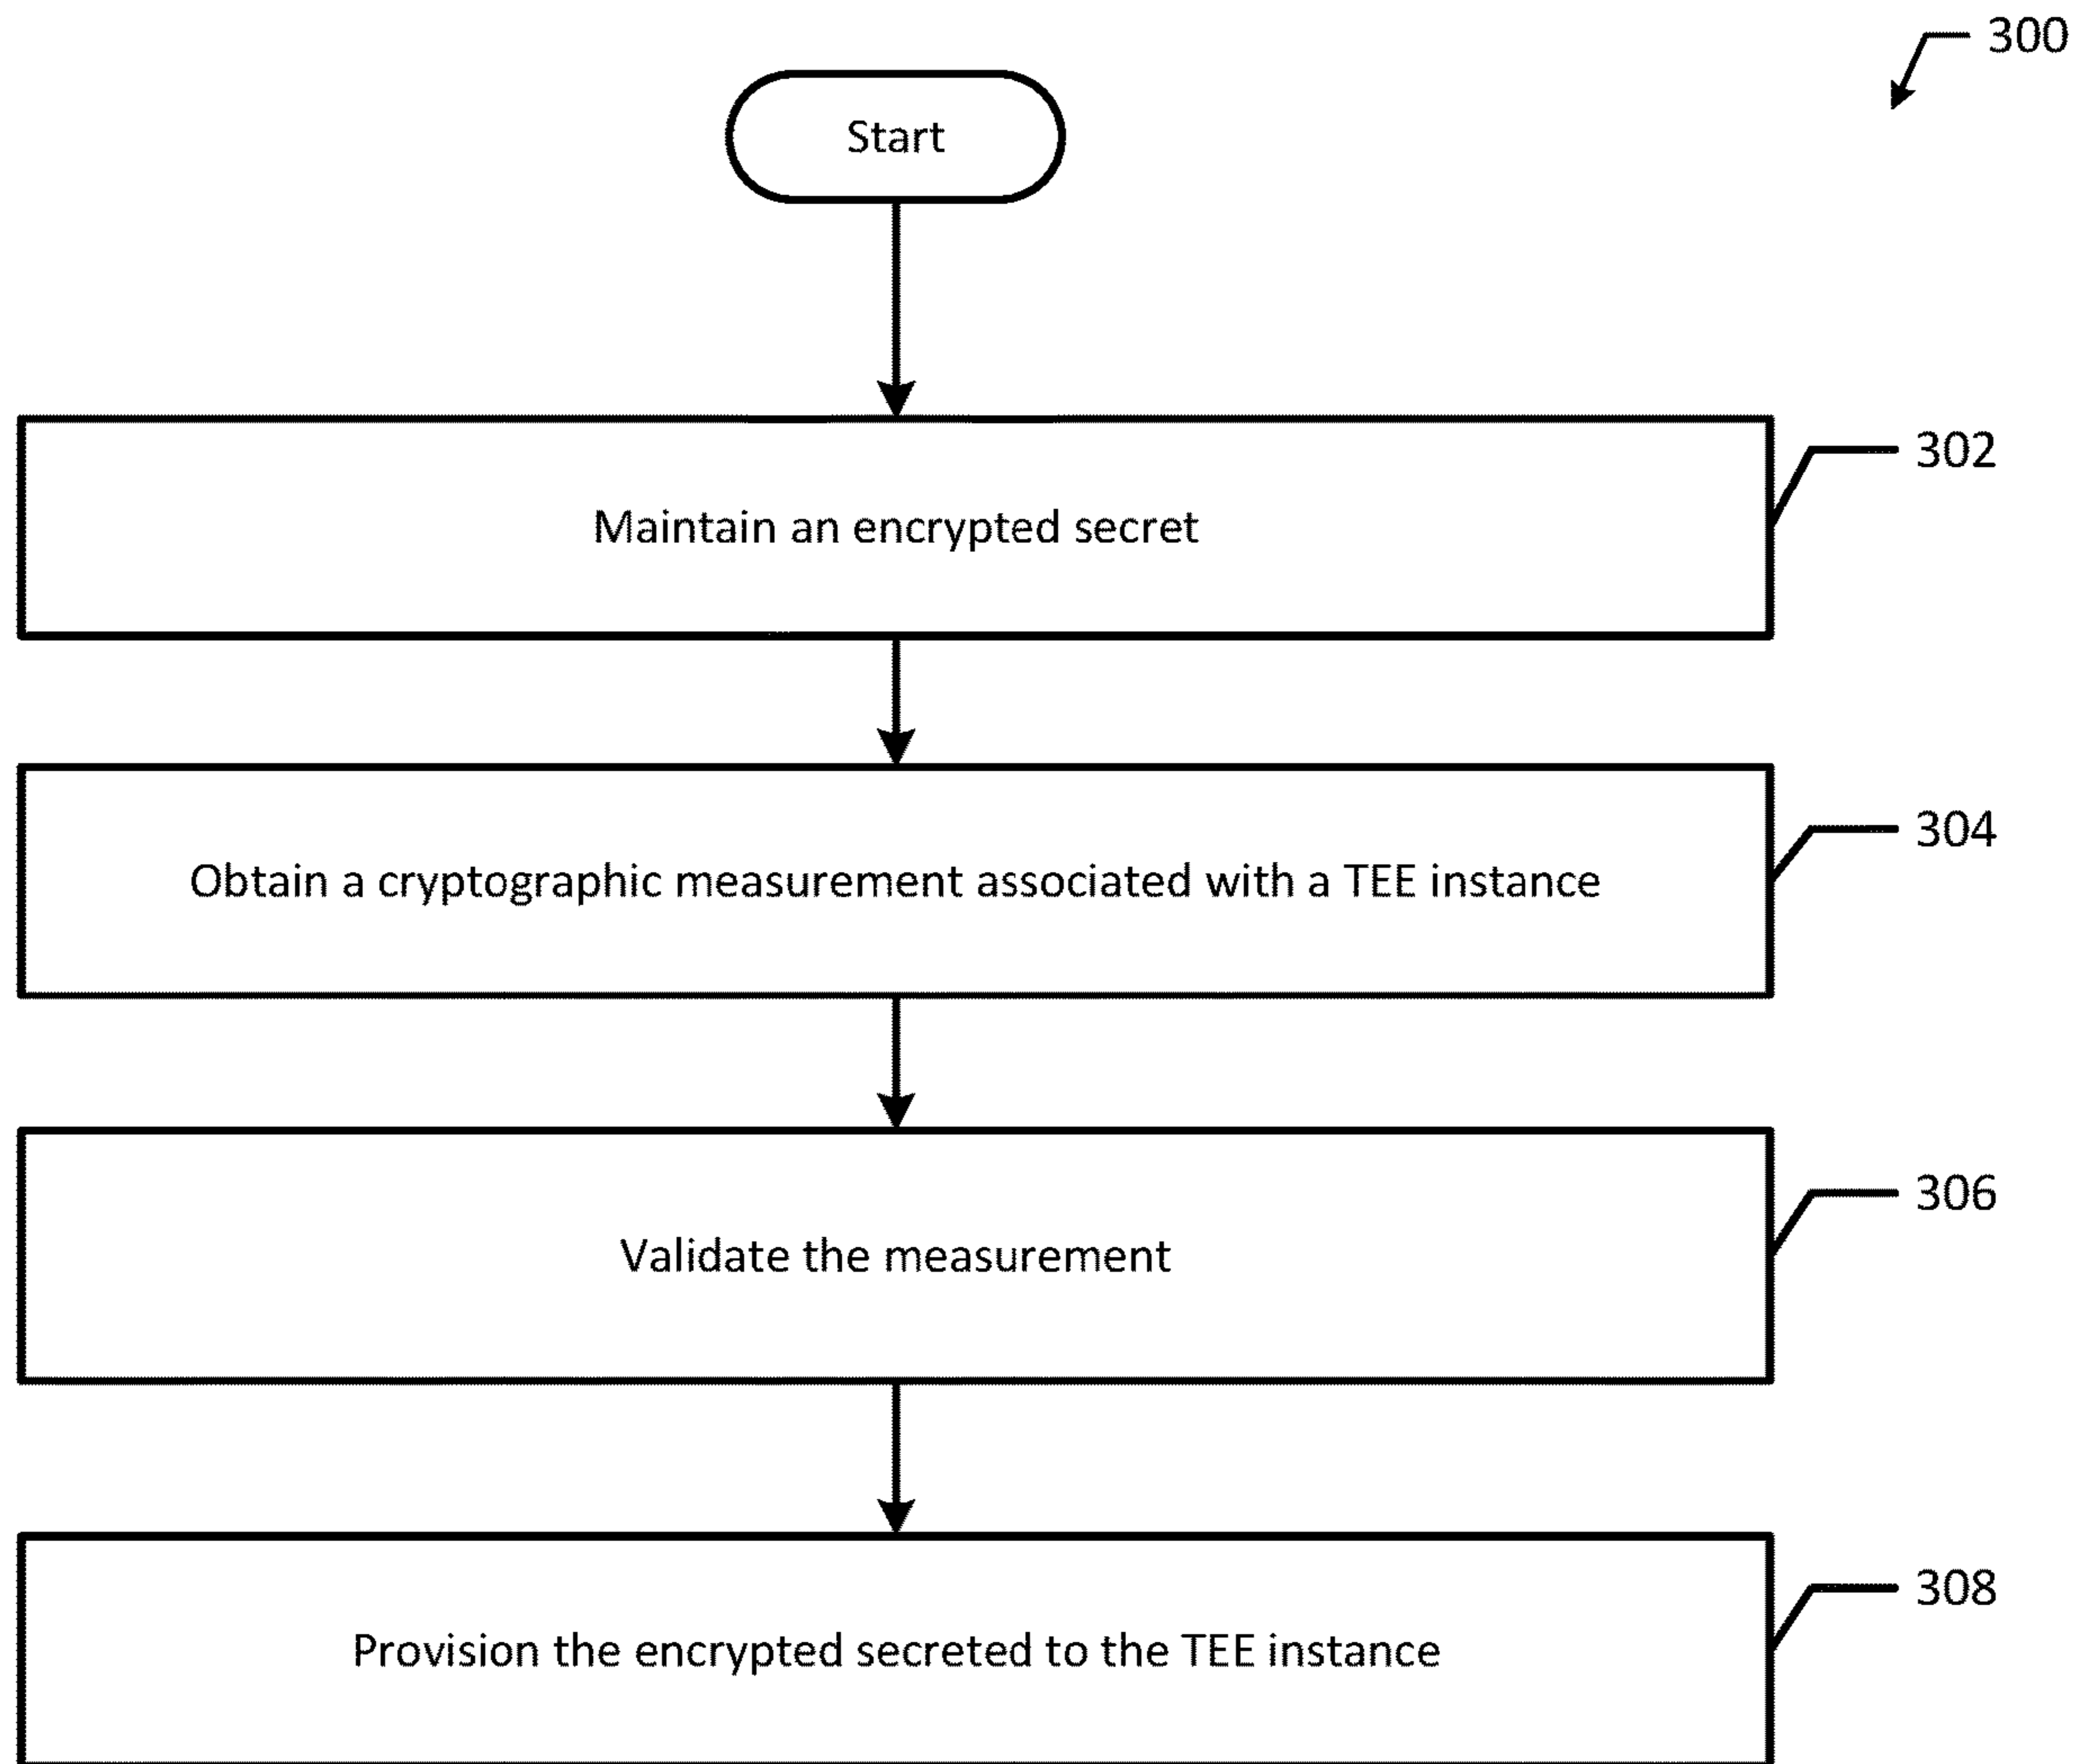 300
Start
302
Maintain an encrypted secret
304
Obtain a cryptographic measurement associated with a TEE instance
306
Validate the measurement
308
Provision the encrypted secreted to the TEE instance